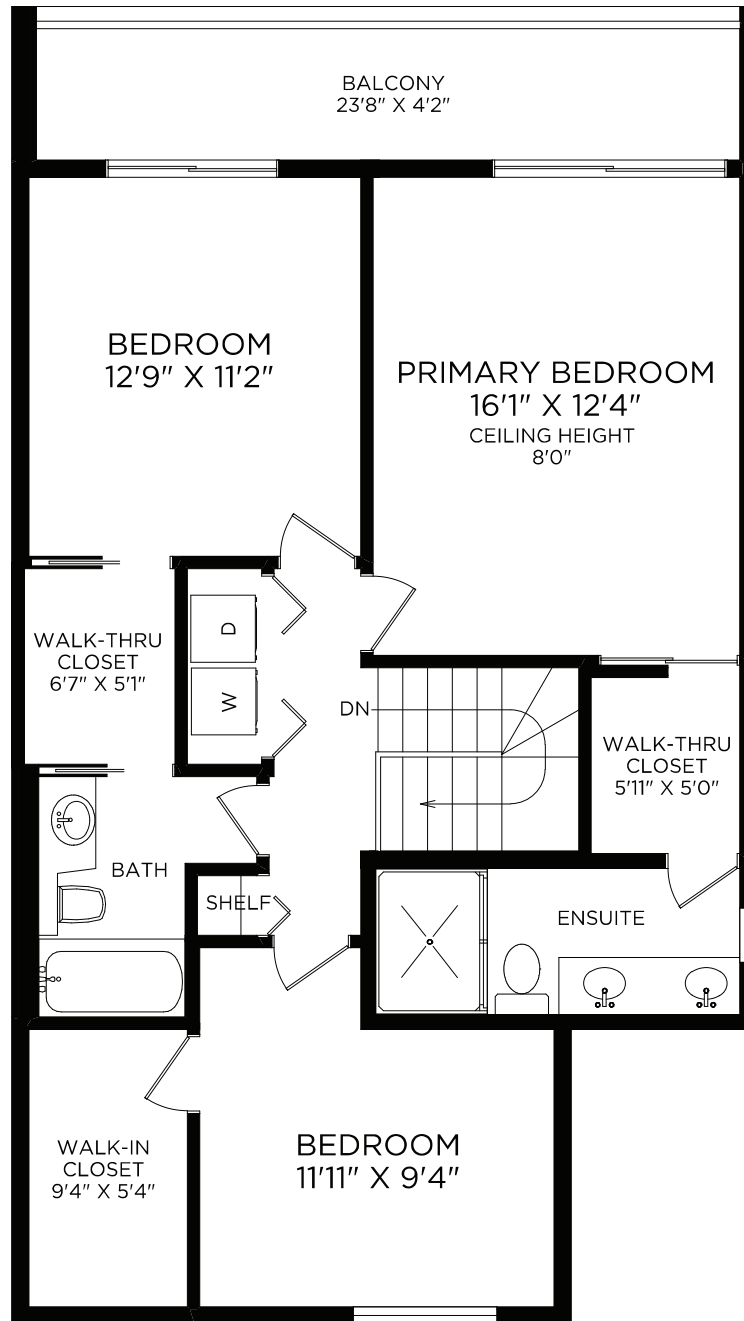 BALCONY
23'8" X 4'2"
BEDROOM
12'9" X 11'2"
PRIMARY BEDROOM
16'1" X 12'4"
CEILING HEIGHT
8'0"
D
W
WALK-THRU
CLOSET
6'7" X 5'1"
DN
WALK-THRU
CLOSET
5'11" X 5'0"
BATH
SHELF
ENSUITE
WALK-IN
CLOSET
9'4" X 5'4"
BEDROOM
11'11" X 9'4"